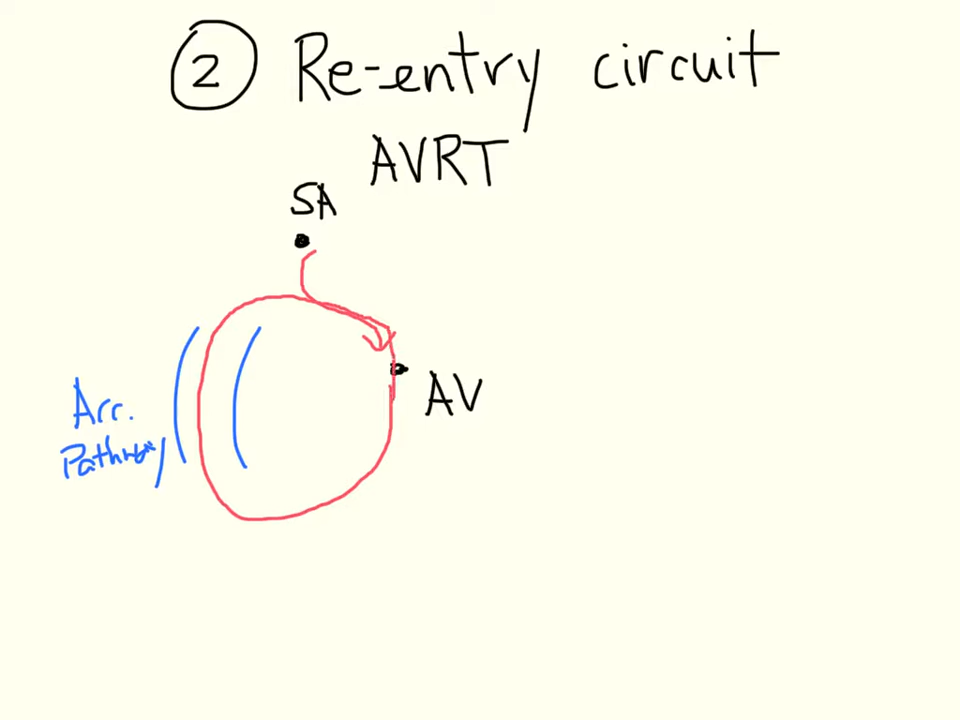 ② Re-entry circuit
AVRT
SA
AV
Acc.
Pathway